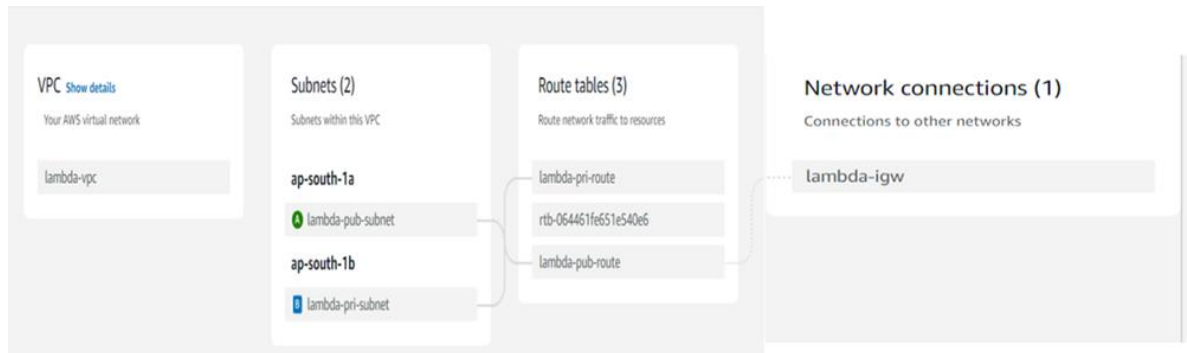 VPC Show details
Your AWS virtual network
lambda-vpc
Subnets (2)
Subnets within this VPC
ap-south-1a
A lambda-pub-subnet
ap-south-1b
B lambda-pri-subnet
Route tables (3)
Route network traffic to resources
lambda-pri-route
rtb-064461fe651e540e6
lambda-pub-route
Network connections (1)
Connections to other networks
lambda-igw